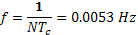 f = 1/(NT_c) = 0.0053 Hz